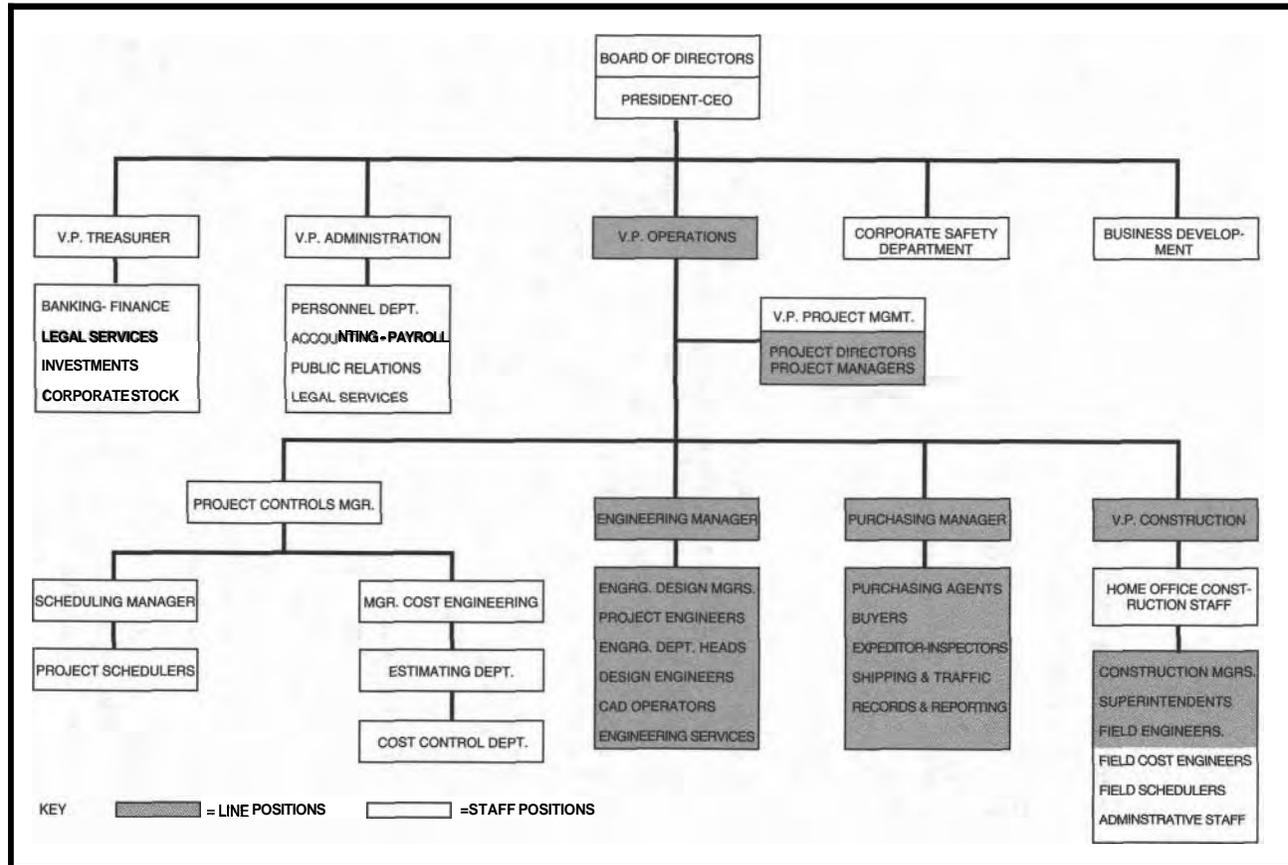 BOARD OF DIRECTORS
PRESIDENT-CEO
V.P. TREASURER
V.P. ADMINISTRATION
V.P. OPERATIONS
CORPORATE SAFETY
DEPARTMENT
BUSINESS DEVELOP-
MENT
BANKING- FINANCE
LEGAL SERVICES
INVESTMENTS
CORPORATE STOCK
PERSONNEL DEPT.
ACCOUNTING - PAYROLL
PUBLIC RELATIONS
LEGAL SERVICES
V.P. PROJECT MGMT.
PROJECT DIRECTORS
PROJECT MANAGERS
PROJECT CONTROLS MGR.
ENGINEERING MANAGER
PURCHASING MANAGER
V.P. CONSTRUCTION
SCHEDULING MANAGER
PROJECT SCHEDULERS
MGR. COST ENGINEERING
ESTIMATING DEPT.
COST CONTROL DEPT.
ENGRG. DESIGN MGRS.
PROJECT ENGINEERS
ENGRG. DEPT. HEADS
DESIGN ENGINEERS
CAD OPERATORS
ENGINEERING SERVICES
PURCHASING AGENTS
BUYERS
EXPEDITOR-INSPECTORS
SHIPPING & TRAFFIC
RECORDS & REPORTING
HOME OFFICE CONST-
RUCTION STAFF
CONSTRUCTION MGRS.
SUPERINTENDENTS
FIELD ENGINEERS.
FIELD COST ENGINEERS
FIELD SCHEDULERS
ADMINSTRATIVE STAFF
KEY = LINE POSITIONS =STAFF POSITIONS